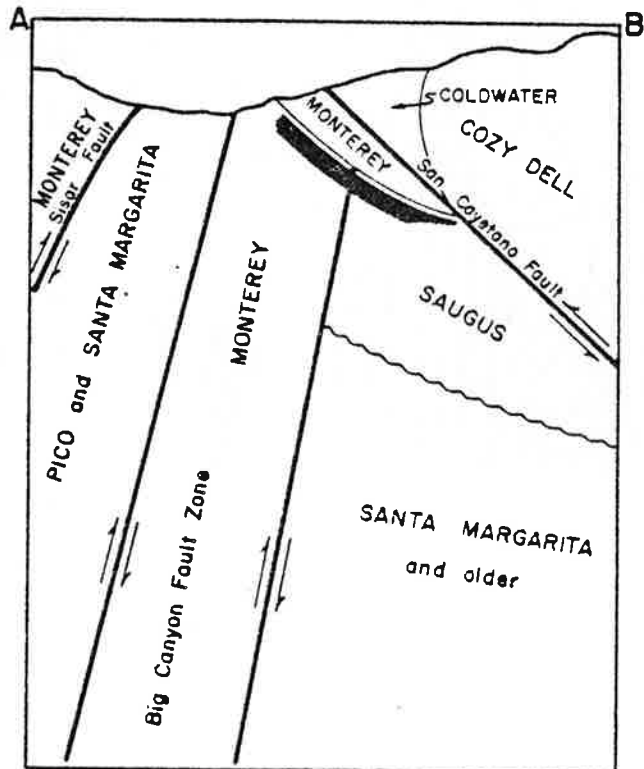 A
B
MONTEREY
Sisar Fault
PICO and SANTA MARGARITA
MONTEREY
Big Canyon Fault Zone
MONTEREY
San Cayetano Fault
COLDWATER
COZY DELL
SAUGUS
SANTA MARGARITA
and older